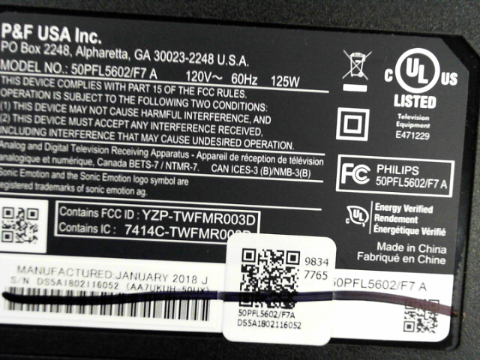 P&F USA Inc.
PO Box 2248, Alpharetta, GA 30023-2248 U.S.A.
MODEL: 50PFL5602/F7 A 120V~ 60Hz 125W
THIS DEVICE COMPLIES WITH PART 15 OF THE FCC RULES.
OPERATION IS SUBJECT TO THE FOLLOWING TWO CONDITIONS:
(1) THIS DEVICE MAY NOT CAUSE HARMFUL INTERFERENCE, AND
(2) THIS DEVICE MUST ACCEPT ANY INTERFERENCE RECEIVED,
INCLUDING INTERFERENCE THAT MAY CAUSE UNDESIRED OPERATION.
Analog and Digital Television Receiving Apparatus - Appareil de réception de télévision
analogique et numérique, Canada BETS-7 / NTMR-7. CAN ICES-3 (B)/NMB-3(B)
Sonic Emotion and the Sonic Emotion logo symbol are
registered trademarks of sonic emotion ag.
Contains FCC ID: YZP-TWFMR003D
Contains IC: 7414C-TWFMR003D
C UL US
LISTED
Television
Equipment
E471229
FC PHILIPS
50PFL5602/F7 A
Energy Verified
Rendement
Énergétique Vérifié
Made in China
Fabriqué en Chine
MANUFACTURED:JANUARY 2018 J
S/N DS5A1802116052
9834
7765
50PFL5602/F7A
DS5A1802116052
50PFL5602/F7 A